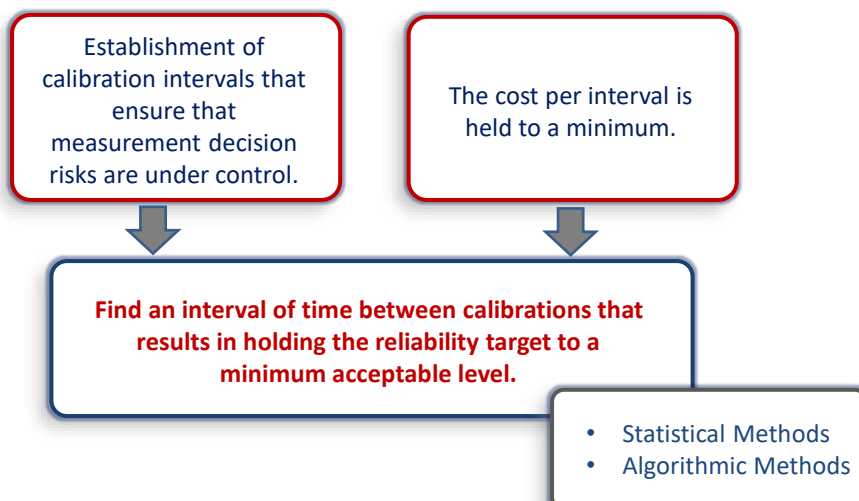 Establishment of
calibration intervals that
ensure that
measurement decision
risks are under control.
The cost per interval is
held to a minimum.
Find an interval of time between calibrations that
results in holding the reliability target to a
minimum acceptable level.
• Statistical Methods
• Algorithmic Methods